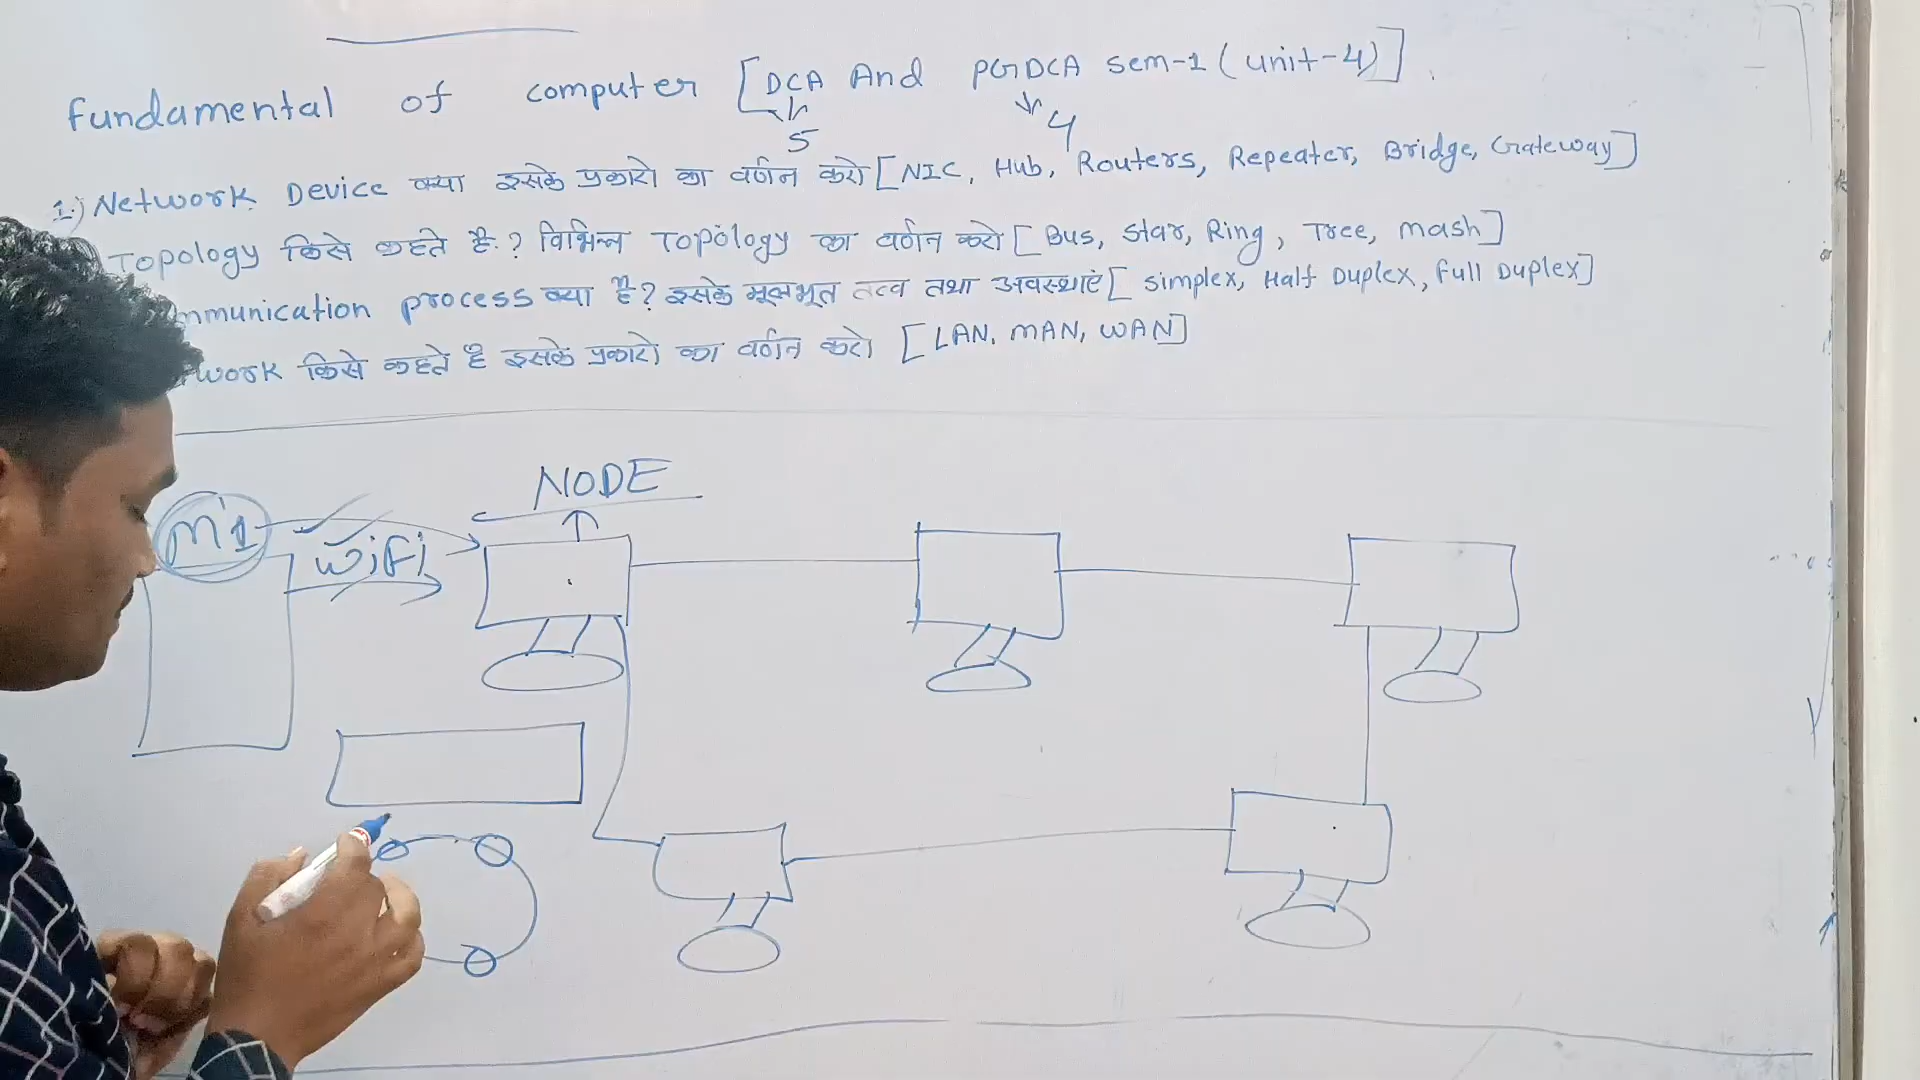 Fundamental of computer [DCA And PGDCA sem-1 (unit-4)]
5 4
1:) Network Device क्या इसके प्रकारो का वर्णन करो [NIC, Hub, Routers, Repeater, Bridge, Gateway]
Topology किसे कहते है ? विभिन्न Topology का वर्णन करो [Bus, Star, Ring, Tree, mash]
mmunication process क्या है ? इसके मूलभूत तत्व तथा अवस्थाएं [simplex, Half Duplex, Full Duplex]
work किसे कहते है इसके प्रकारो का वर्णन करो [LAN, MAN, WAN]
NODE
M'1
WiFi